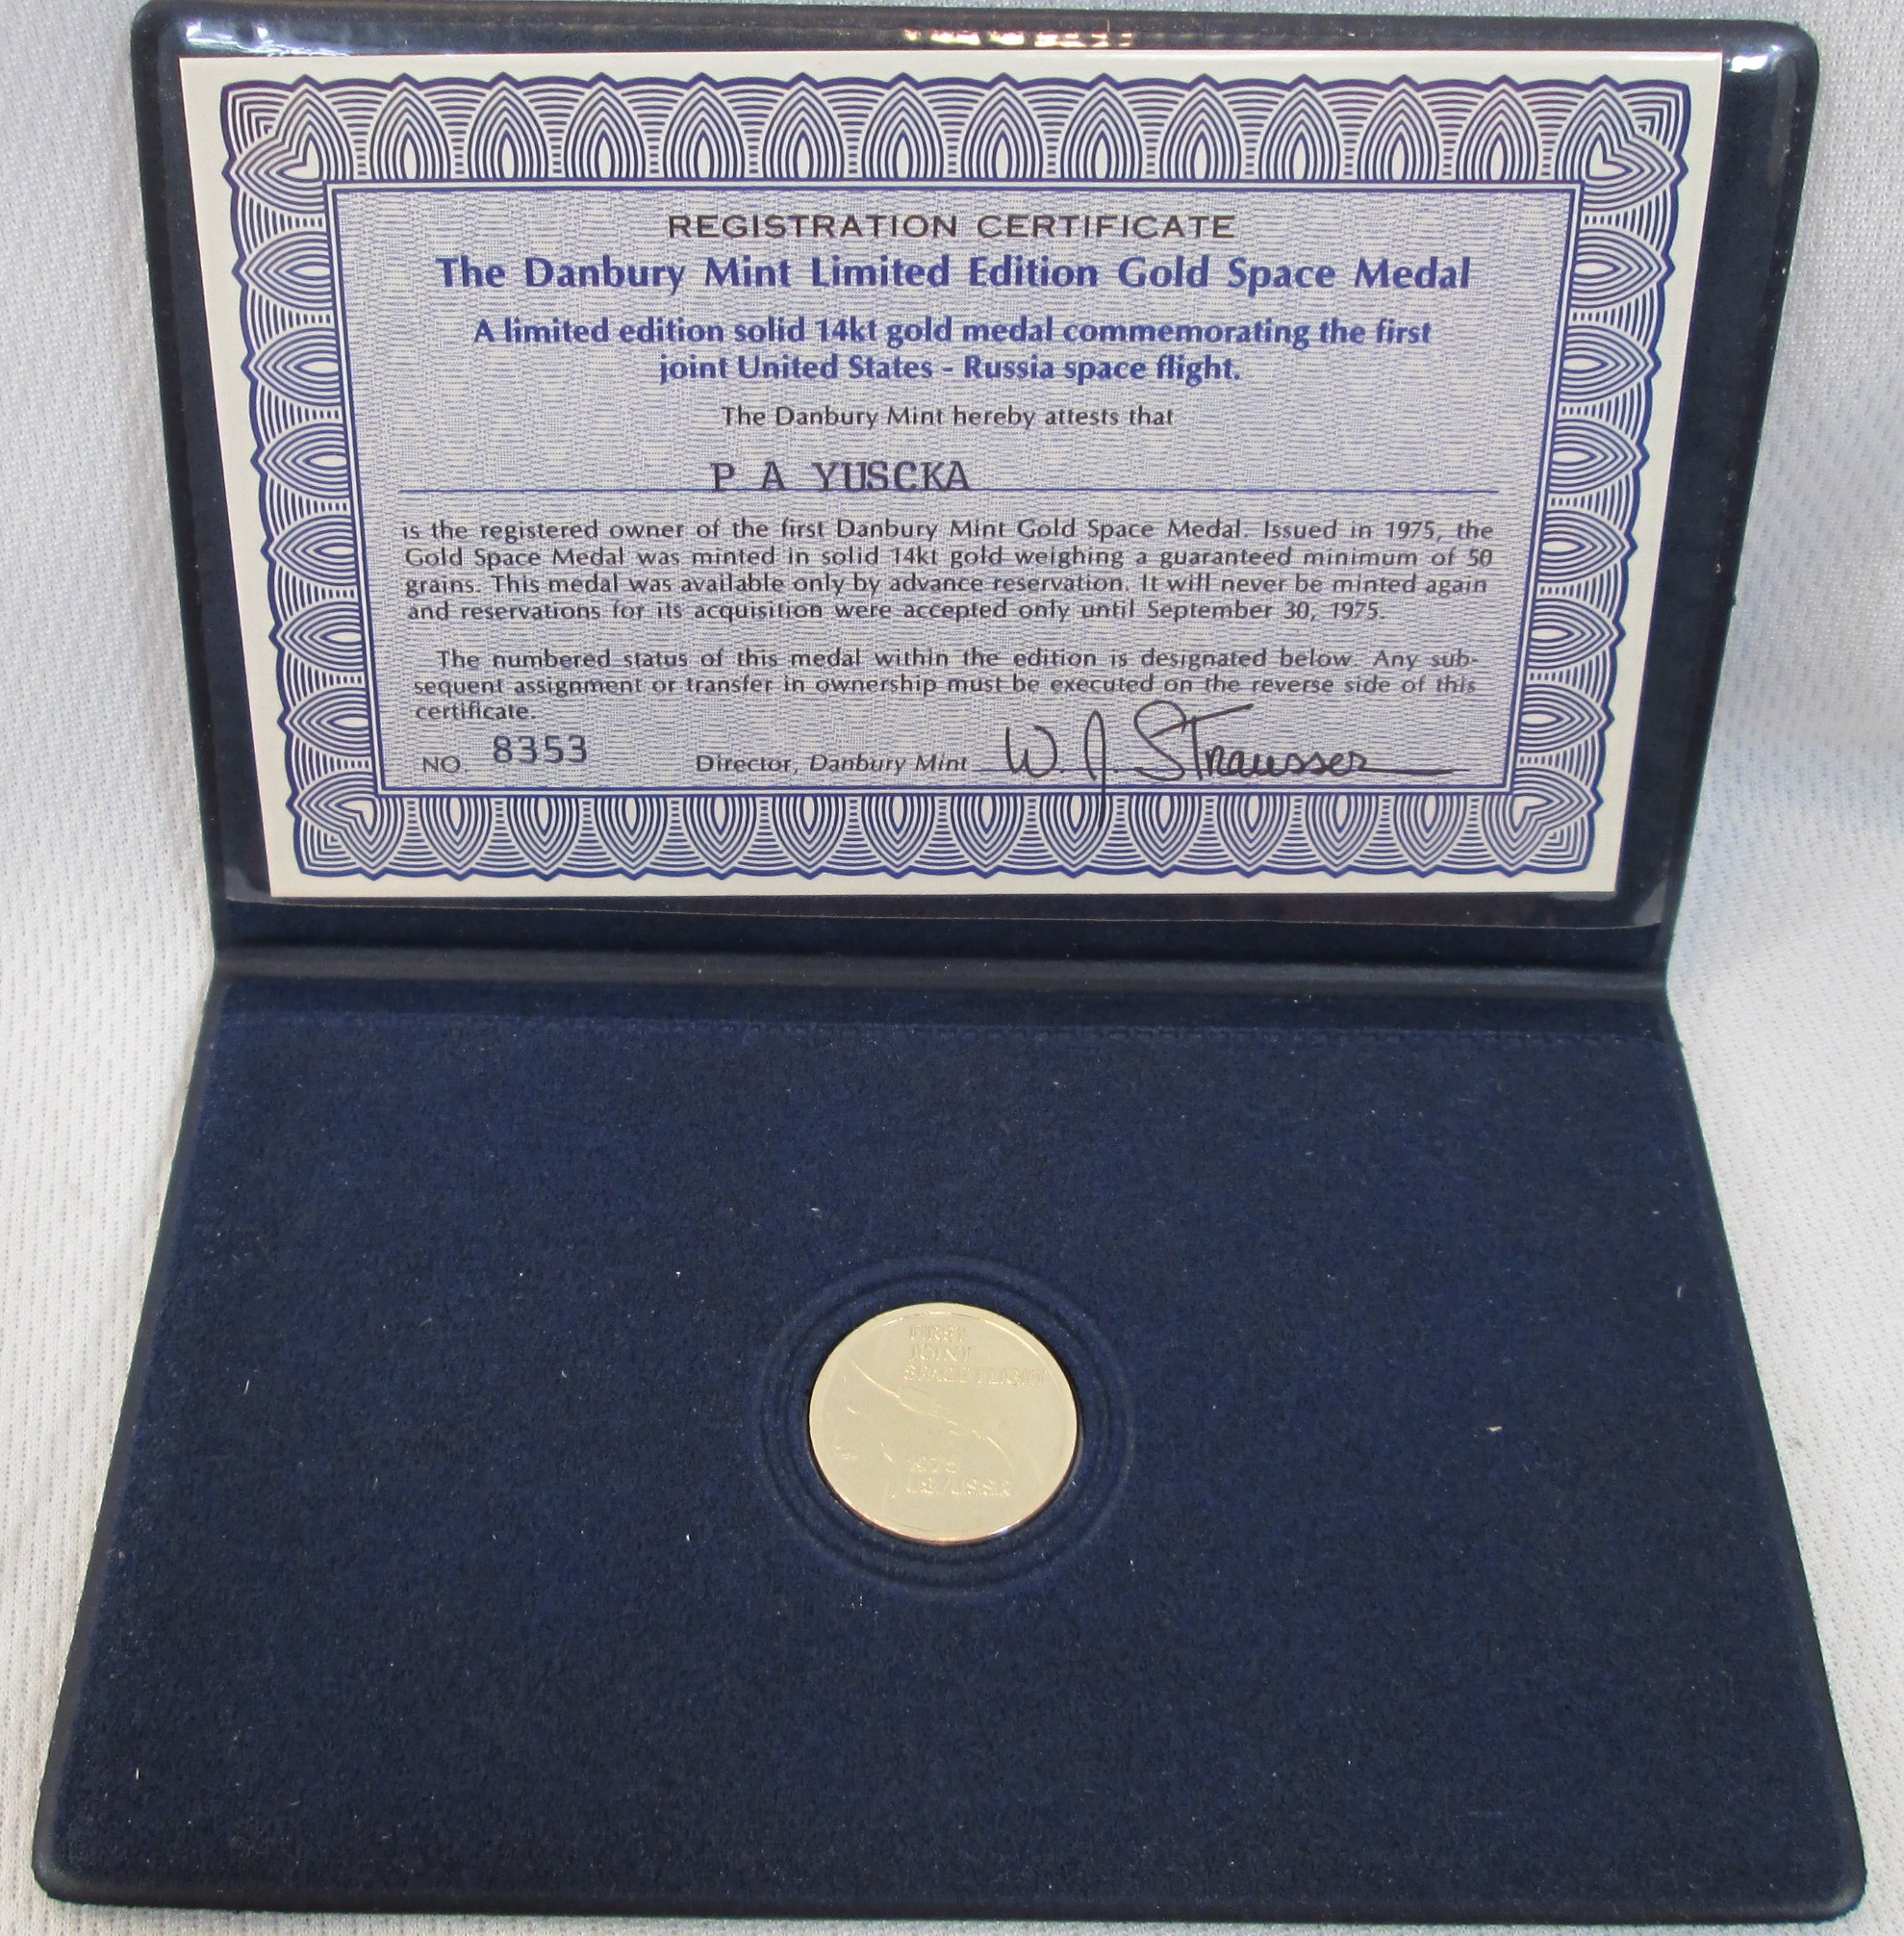 REGISTRATION CERTIFICATE
The Danbury Mint Limited Edition Gold Space Medal
A limited edition solid 14kt gold medal commemorating the first
joint United States - Russia space flight.
The Danbury Mint hereby attests that
P A YUSCKA
is the registered owner of the first Danbury Mint Gold Space Medal. Issued in 1975, the
Gold Space Medal was minted in solid 14kt gold weighing a guaranteed minimum of 50
grains. This medal was available only by advance reservation. It will never be minted again
and reservations for its acquisition were accepted only until September 30, 1975.
The numbered status of this medal within the edition is designated below. Any sub-
sequent assignment or transfer in ownership must be executed on the reverse side of this
certificate.
NO. 8353 Director, Danbury Mint W. J. Strausser
FIRST
JOINT
SPACE FLIGHT
1975
US/USSR